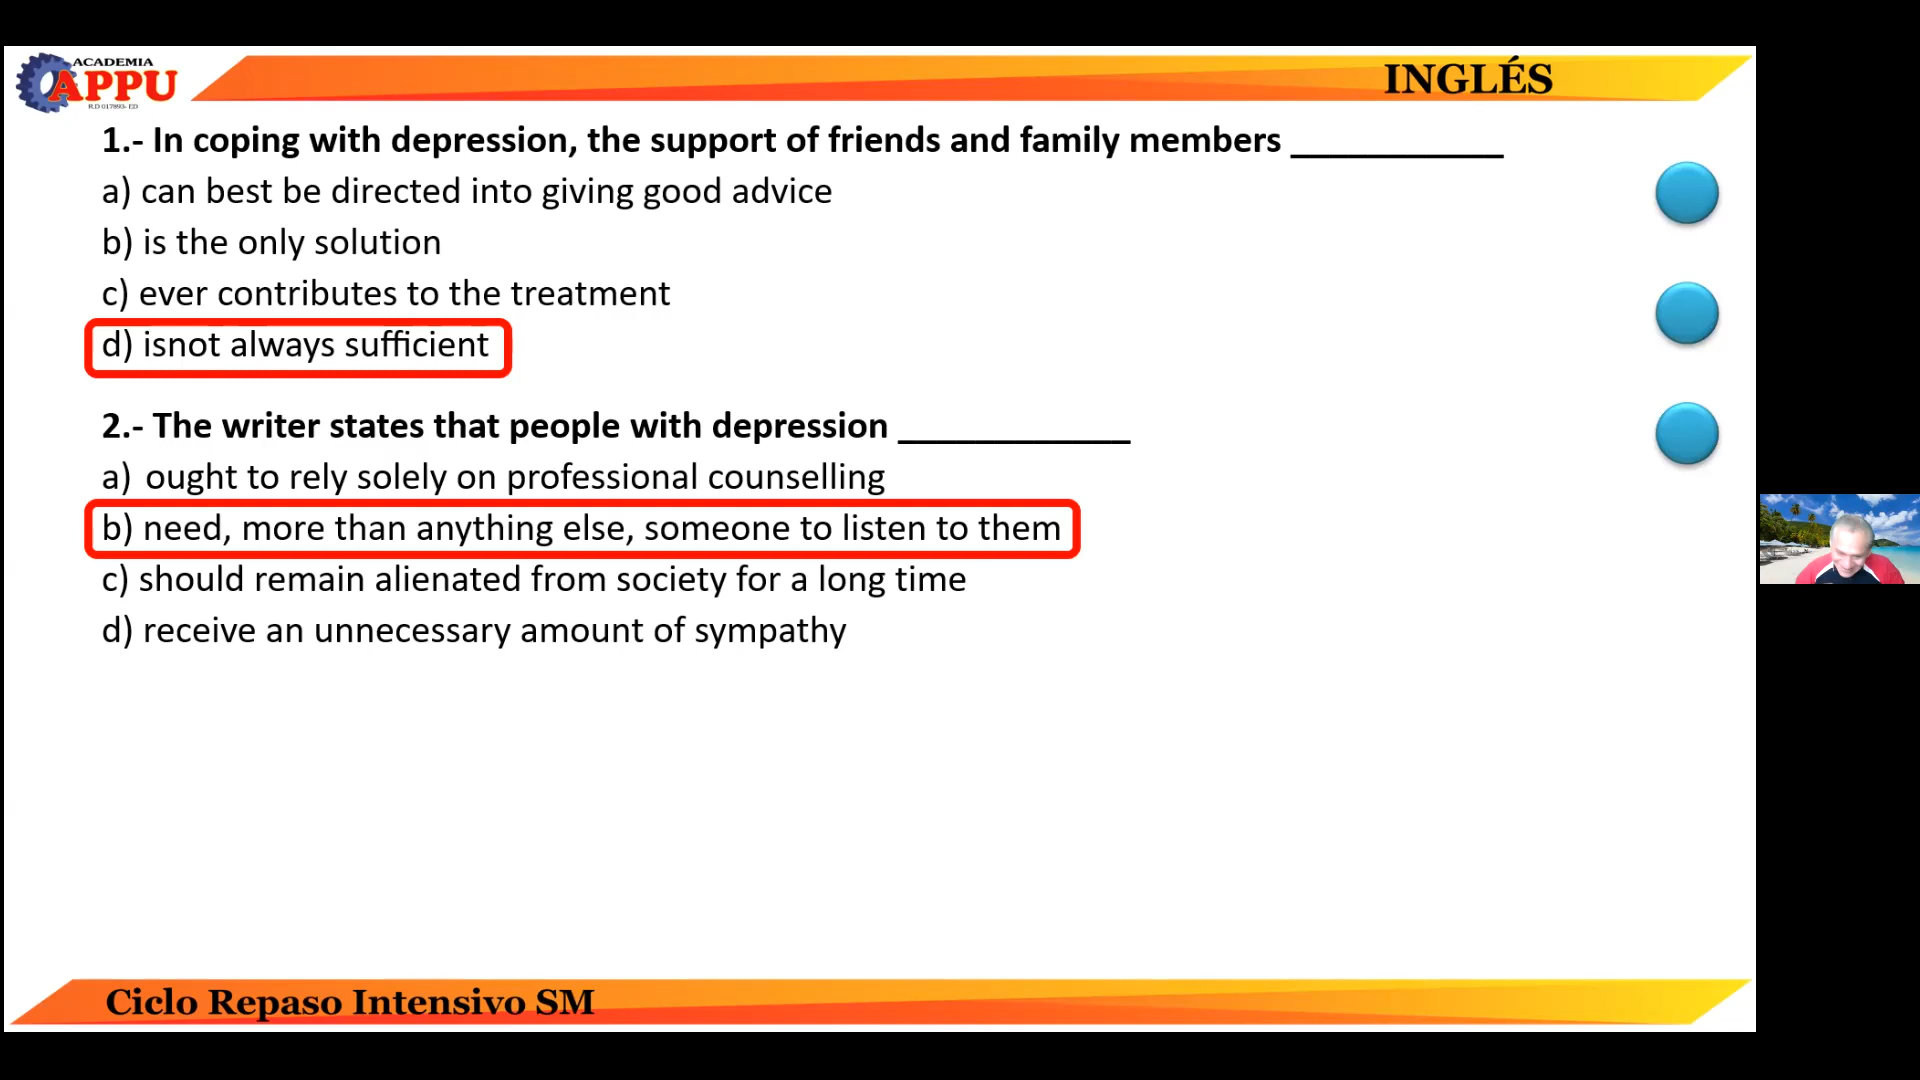 ACADEMIA
APPU
R.D 017893- ED
INGLÉS
1.- In coping with depression, the support of friends and family members ___________
a) can best be directed into giving good advice
b) is the only solution
c) ever contributes to the treatment
d) isnot always sufficient
2.- The writer states that people with depression ____________
a) ought to rely solely on professional counselling
b) need, more than anything else, someone to listen to them
c) should remain alienated from society for a long time
d) receive an unnecessary amount of sympathy
Ciclo Repaso Intensivo SM